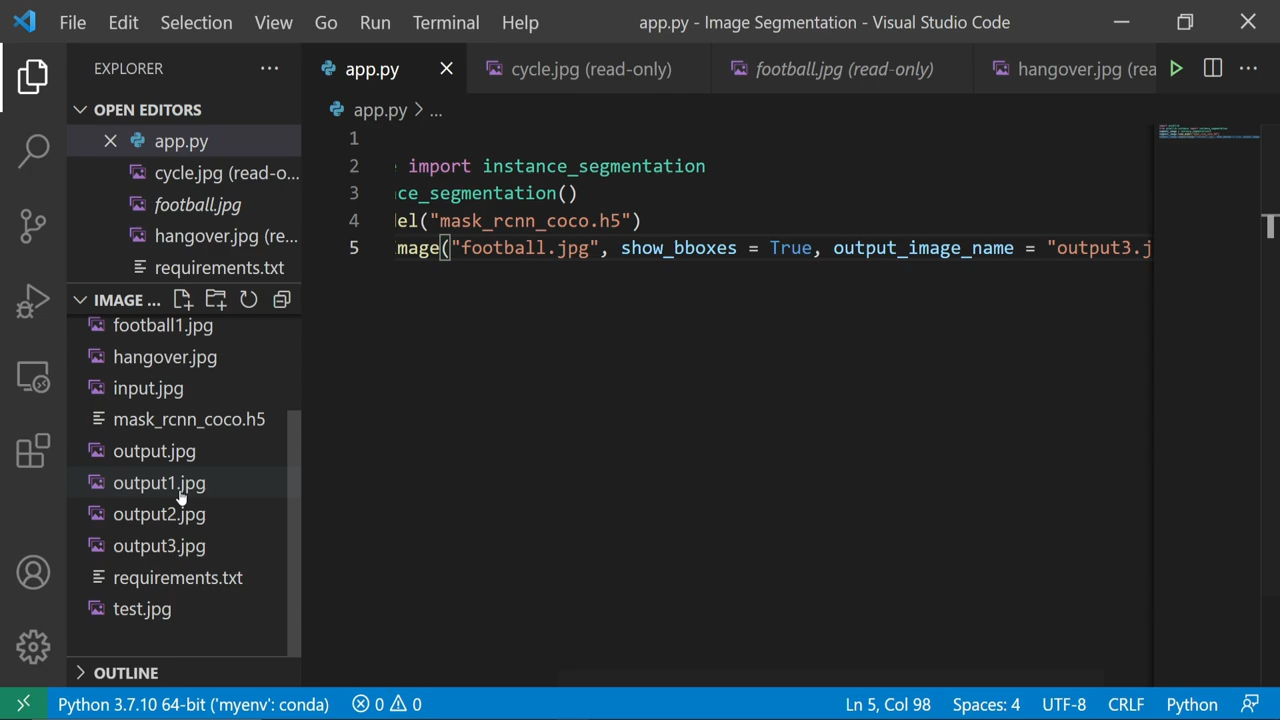 File Edit Selection View Go Run Terminal Help app.py - Image Segmentation - Visual Studio Code
EXPLORER ...
app.py cycle.jpg (read-only) football.jpg (read-only) hangover.jpg (rea
OPEN EDITORS
app.py > ...
app.py
cycle.jpg (read-o...
football.jpg
hangover.jpg (re...
requirements.txt
IMAGE ...
football1.jpg
hangover.jpg
input.jpg
mask_rcnn_coco.h5
output.jpg
output1.jpg
output2.jpg
output3.jpg
requirements.txt
test.jpg
OUTLINE
1
2 import instance_segmentation
3 ce_segmentation()
4 el("mask_rcnn_coco.h5")
5 mage("football.jpg", show_bboxes = True, output_image_name = "output3.j
Python 3.7.10 64-bit ('myenv': conda) 0 0 Ln 5, Col 98 Spaces: 4 UTF-8 CRLF Python